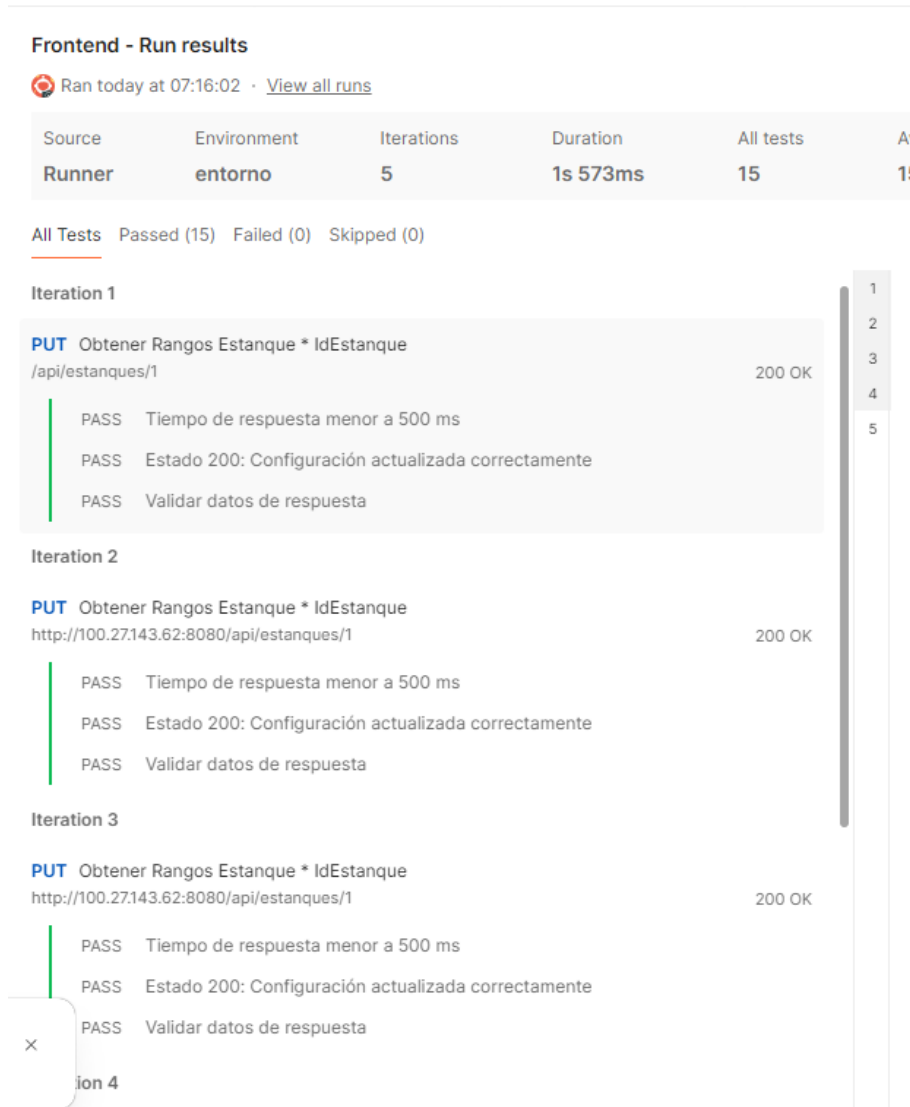 Frontend - Run results
Ran today at 07:16:02 · View all runs
Source Environment Iterations Duration All tests
Runner entorno 5 1s 573ms 15
All Tests Passed (15) Failed (0) Skipped (0)
Iteration 1
PUT Obtener Rangos Estanque * IdEstanque
/api/estanques/1
200 OK
PASS Tiempo de respuesta menor a 500 ms
PASS Estado 200: Configuración actualizada correctamente
PASS Validar datos de respuesta
Iteration 2
PUT Obtener Rangos Estanque * IdEstanque
http://100.27.143.62:8080/api/estanques/1
200 OK
PASS Tiempo de respuesta menor a 500 ms
PASS Estado 200: Configuración actualizada correctamente
PASS Validar datos de respuesta
Iteration 3
PUT Obtener Rangos Estanque * IdEstanque
http://100.27.143.62:8080/api/estanques/1
200 OK
PASS Tiempo de respuesta menor a 500 ms
PASS Estado 200: Configuración actualizada correctamente
PASS Validar datos de respuesta
tion 4
1
2
3
4
5